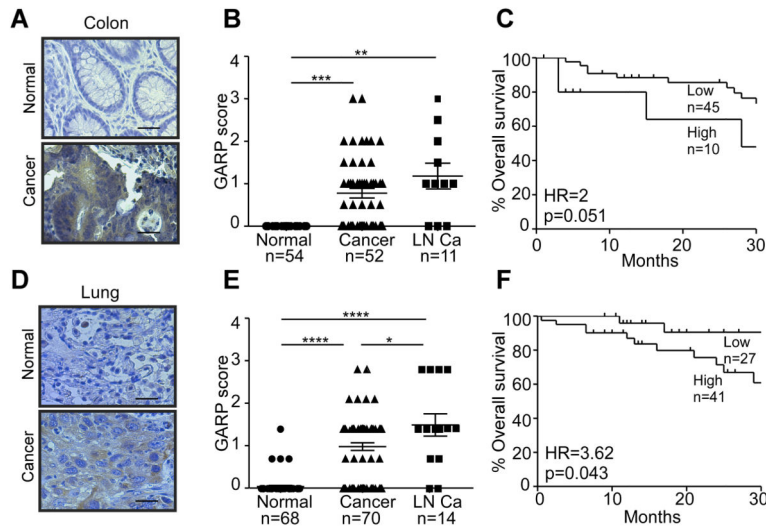 A
Colon
Normal
Cancer
B
GARP score
4
3
2
1
0
**
***
Normal
n=54
Cancer
n=52
LN Ca
n=11
C
% Overall survival
100
80
60
40
20
0
Low
n=45
High
n=10
HR=2
p=0.051
0
10
20
30
Months
D
Lung
Normal
Cancer
E
GARP score
4
3
2
1
0
****
****
*
Normal
n=68
Cancer
n=70
LN Ca
n=14
F
% Overall survival
100
80
60
40
20
0
Low
n=27
High
n=41
HR=3.62
p=0.043
0
10
20
30
Months